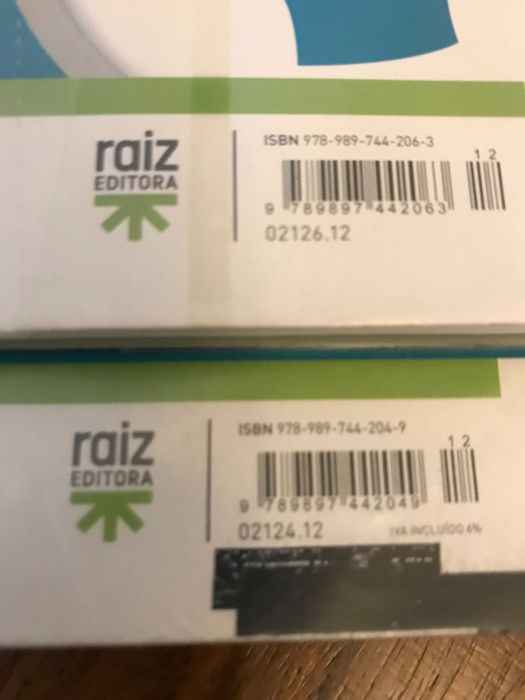 raiz
EDITORA
ISBN 978-989-744-206-3
1 2
9 789897 442063
02126.12
raiz
EDITORA
ISBN 978-989-744-204-9
1 2
9 789897 442049
02124.12
IVA INCLUÍDO 6%